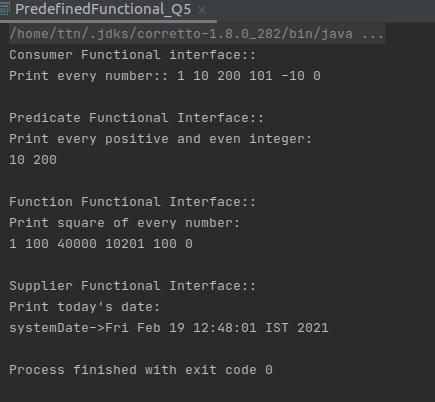 PredefinedFunctional_Q5 ×
/home/ttn/.jdks/corretto-1.8.0_282/bin/java ...
Consumer Functional interface::
Print every number:: 1 10 200 101 -10 0
Predicate Functional Interface::
Print every positive and even integer:
10 200
Function Functional Interface::
Print square of every number:
1 100 40000 10201 100 0
Supplier Functional Interface::
Print today's date:
systemDate->Fri Feb 19 12:48:01 IST 2021
Process finished with exit code 0